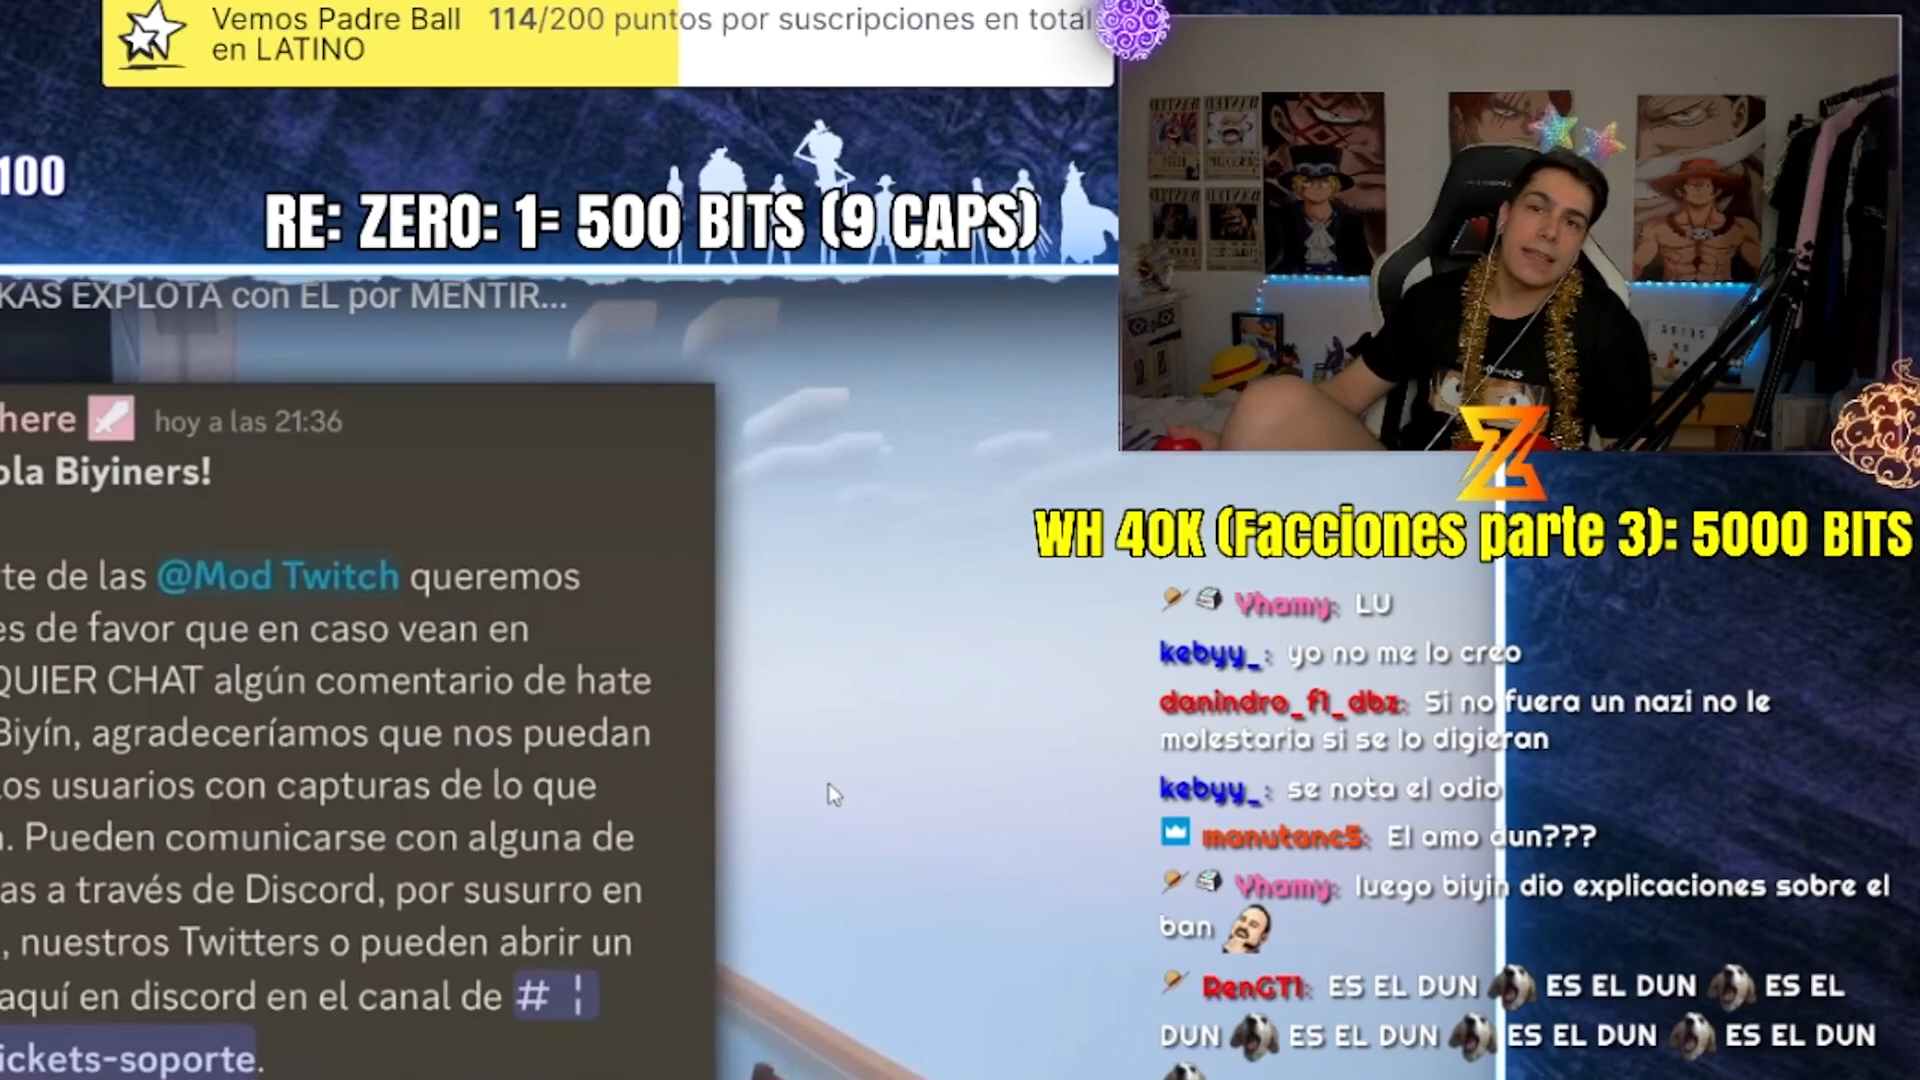 Vemos Padre Ball
en LATINO
114/200 puntos por suscripciones en total
100
RE: ZERO: 1= 500 BITS (9 CAPS)
KAS EXPLOTA con EL por MENTIR...
here hoy a las 21:36
ola Biyiners!
te de las @Mod Twitch queremos
es de favor que en caso vean en
QUIER CHAT algún comentario de hate
Biyín, agradeceríamos que nos puedan
los usuarios con capturas de lo que
. Pueden comunicarse con alguna de
as a través de Discord, por susurro en
, nuestros Twitters o pueden abrir un
aquí en discord en el canal de # ¦
ickets-soporte.
WANTED
WANTED
WH 40K (Facciones parte 3): 5000 BITS
Yhamy: LU
kebyy_: yo no me lo creo
danindro_f1_dbz: Si no fuera un nazi no le
molestaria si se lo digieran
kebyy_: se nota el odio
manutanc5: El amo dun???
Yhamy: luego biyin dio explicaciones sobre el
ban
RenGT1: ES EL DUN ES EL DUN ES EL
DUN ES EL DUN ES EL DUN ES EL DUN